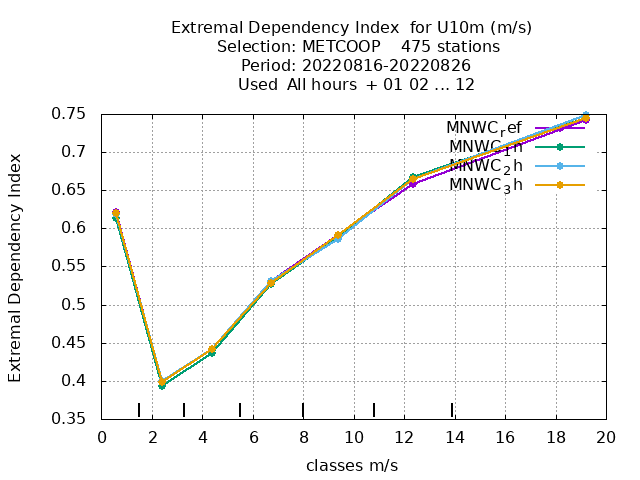 Extremal Dependency Index for U10m (m/s)
Selection: METCOOP 475 stations
Period: 20220816-20220826
Used All hours + 01 02 ... 12
Extremal Dependency Index
0.75
0.7
0.65
0.6
0.55
0.5
0.45
0.4
0.35
MNWCref
MNWC1h
MNWC2h
MNWC3h
0 2 4 6 8 10 12 14 16 18 20
classes m/s